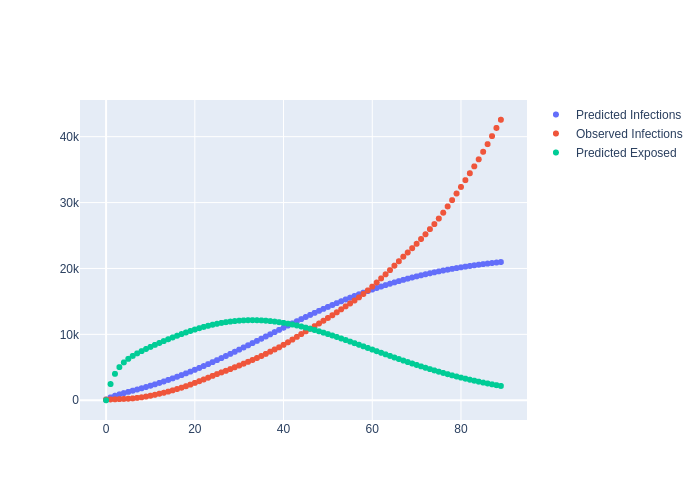 Predicted Infections
Observed Infections
Predicted Exposed
40k
30k
20k
10k
0
0 20 40 60 80